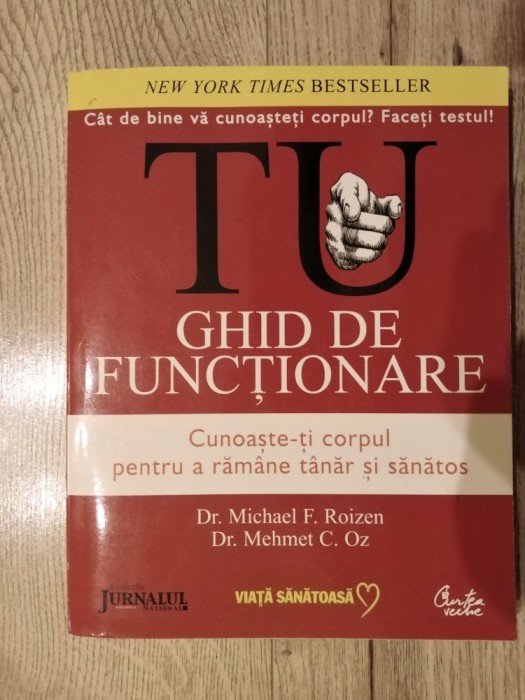 NEW YORK TIMES BESTSELLER
Cât de bine vă cunoașteți corpul? Faceți testul!
TU
GHID DE
FUNCȚIONARE
Cunoaște-ți corpul
pentru a rămâne tânăr și sănătos
Dr. Michael F. Roizen
Dr. Mehmet C. Oz
JURNALUL
NAȚIONAL
VIAȚĂ SĂNĂTOASĂ
Curtea
veche